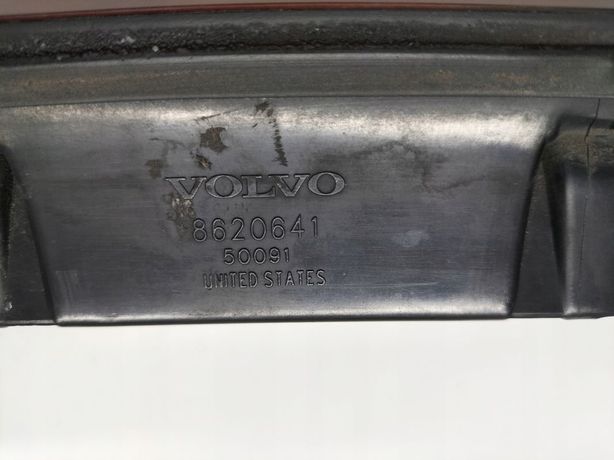 VOLVO
8620641
50091
UNITED STATES